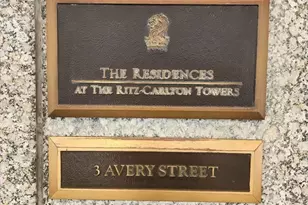 THE RESIDENCES
AT THE RITZ-CARLTON TOWERS
3 AVERY STREET